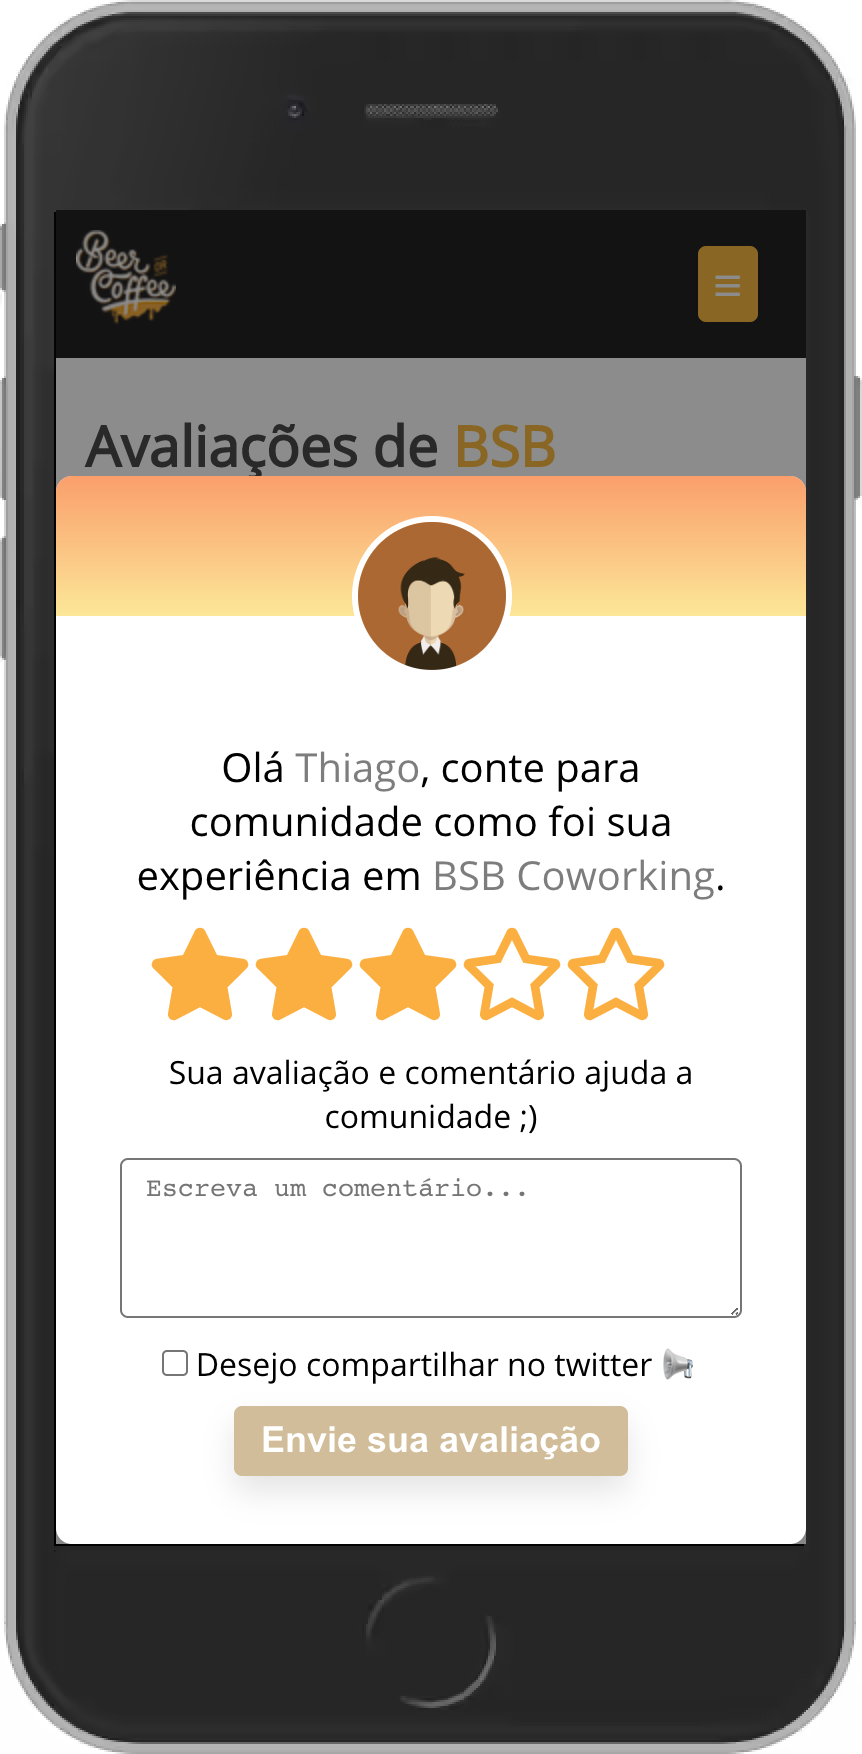 Beer
Coffee
Avaliações de BSB
Olá Thiago, conte para
comunidade como foi sua
experiência em BSB Coworking.
Sua avaliação e comentário ajuda a
comunidade ;)
Escreva um comentário...
Desejo compartilhar no twitter
Envie sua avaliação